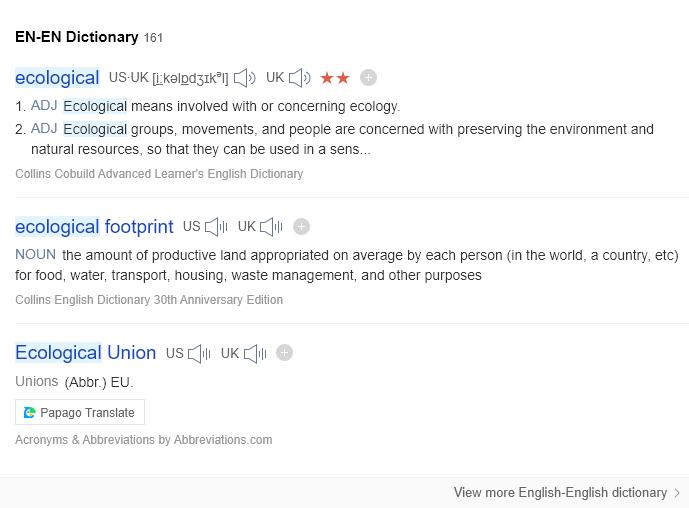 EN-EN Dictionary 161
ecological US·UK [iːkəlɒdʒɪkᵊl] UK ★★
1. ADJ Ecological means involved with or concerning ecology.
2. ADJ Ecological groups, movements, and people are concerned with preserving the environment and
natural resources, so that they can be used in a sens...
Collins Cobuild Advanced Learner's English Dictionary
ecological footprint US UK
NOUN the amount of productive land appropriated on average by each person (in the world, a country, etc)
for food, water, transport, housing, waste management, and other purposes
Collins English Dictionary 30th Anniversary Edition
Ecological Union US UK
Unions (Abbr.) EU.
Papago Translate
Acronyms & Abbreviations by Abbreviations.com
View more English-English dictionary